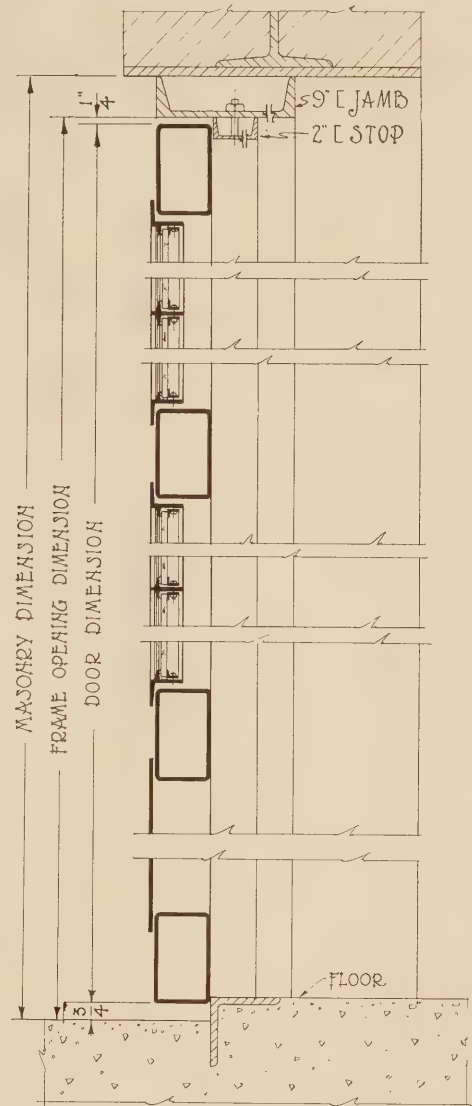 1/4"
9" [ JAMB
2" [ STOP
MASONRY DIMENSION
FRAME OPENING DIMENSION
DOOR DIMENSION
FLOOR
3/4